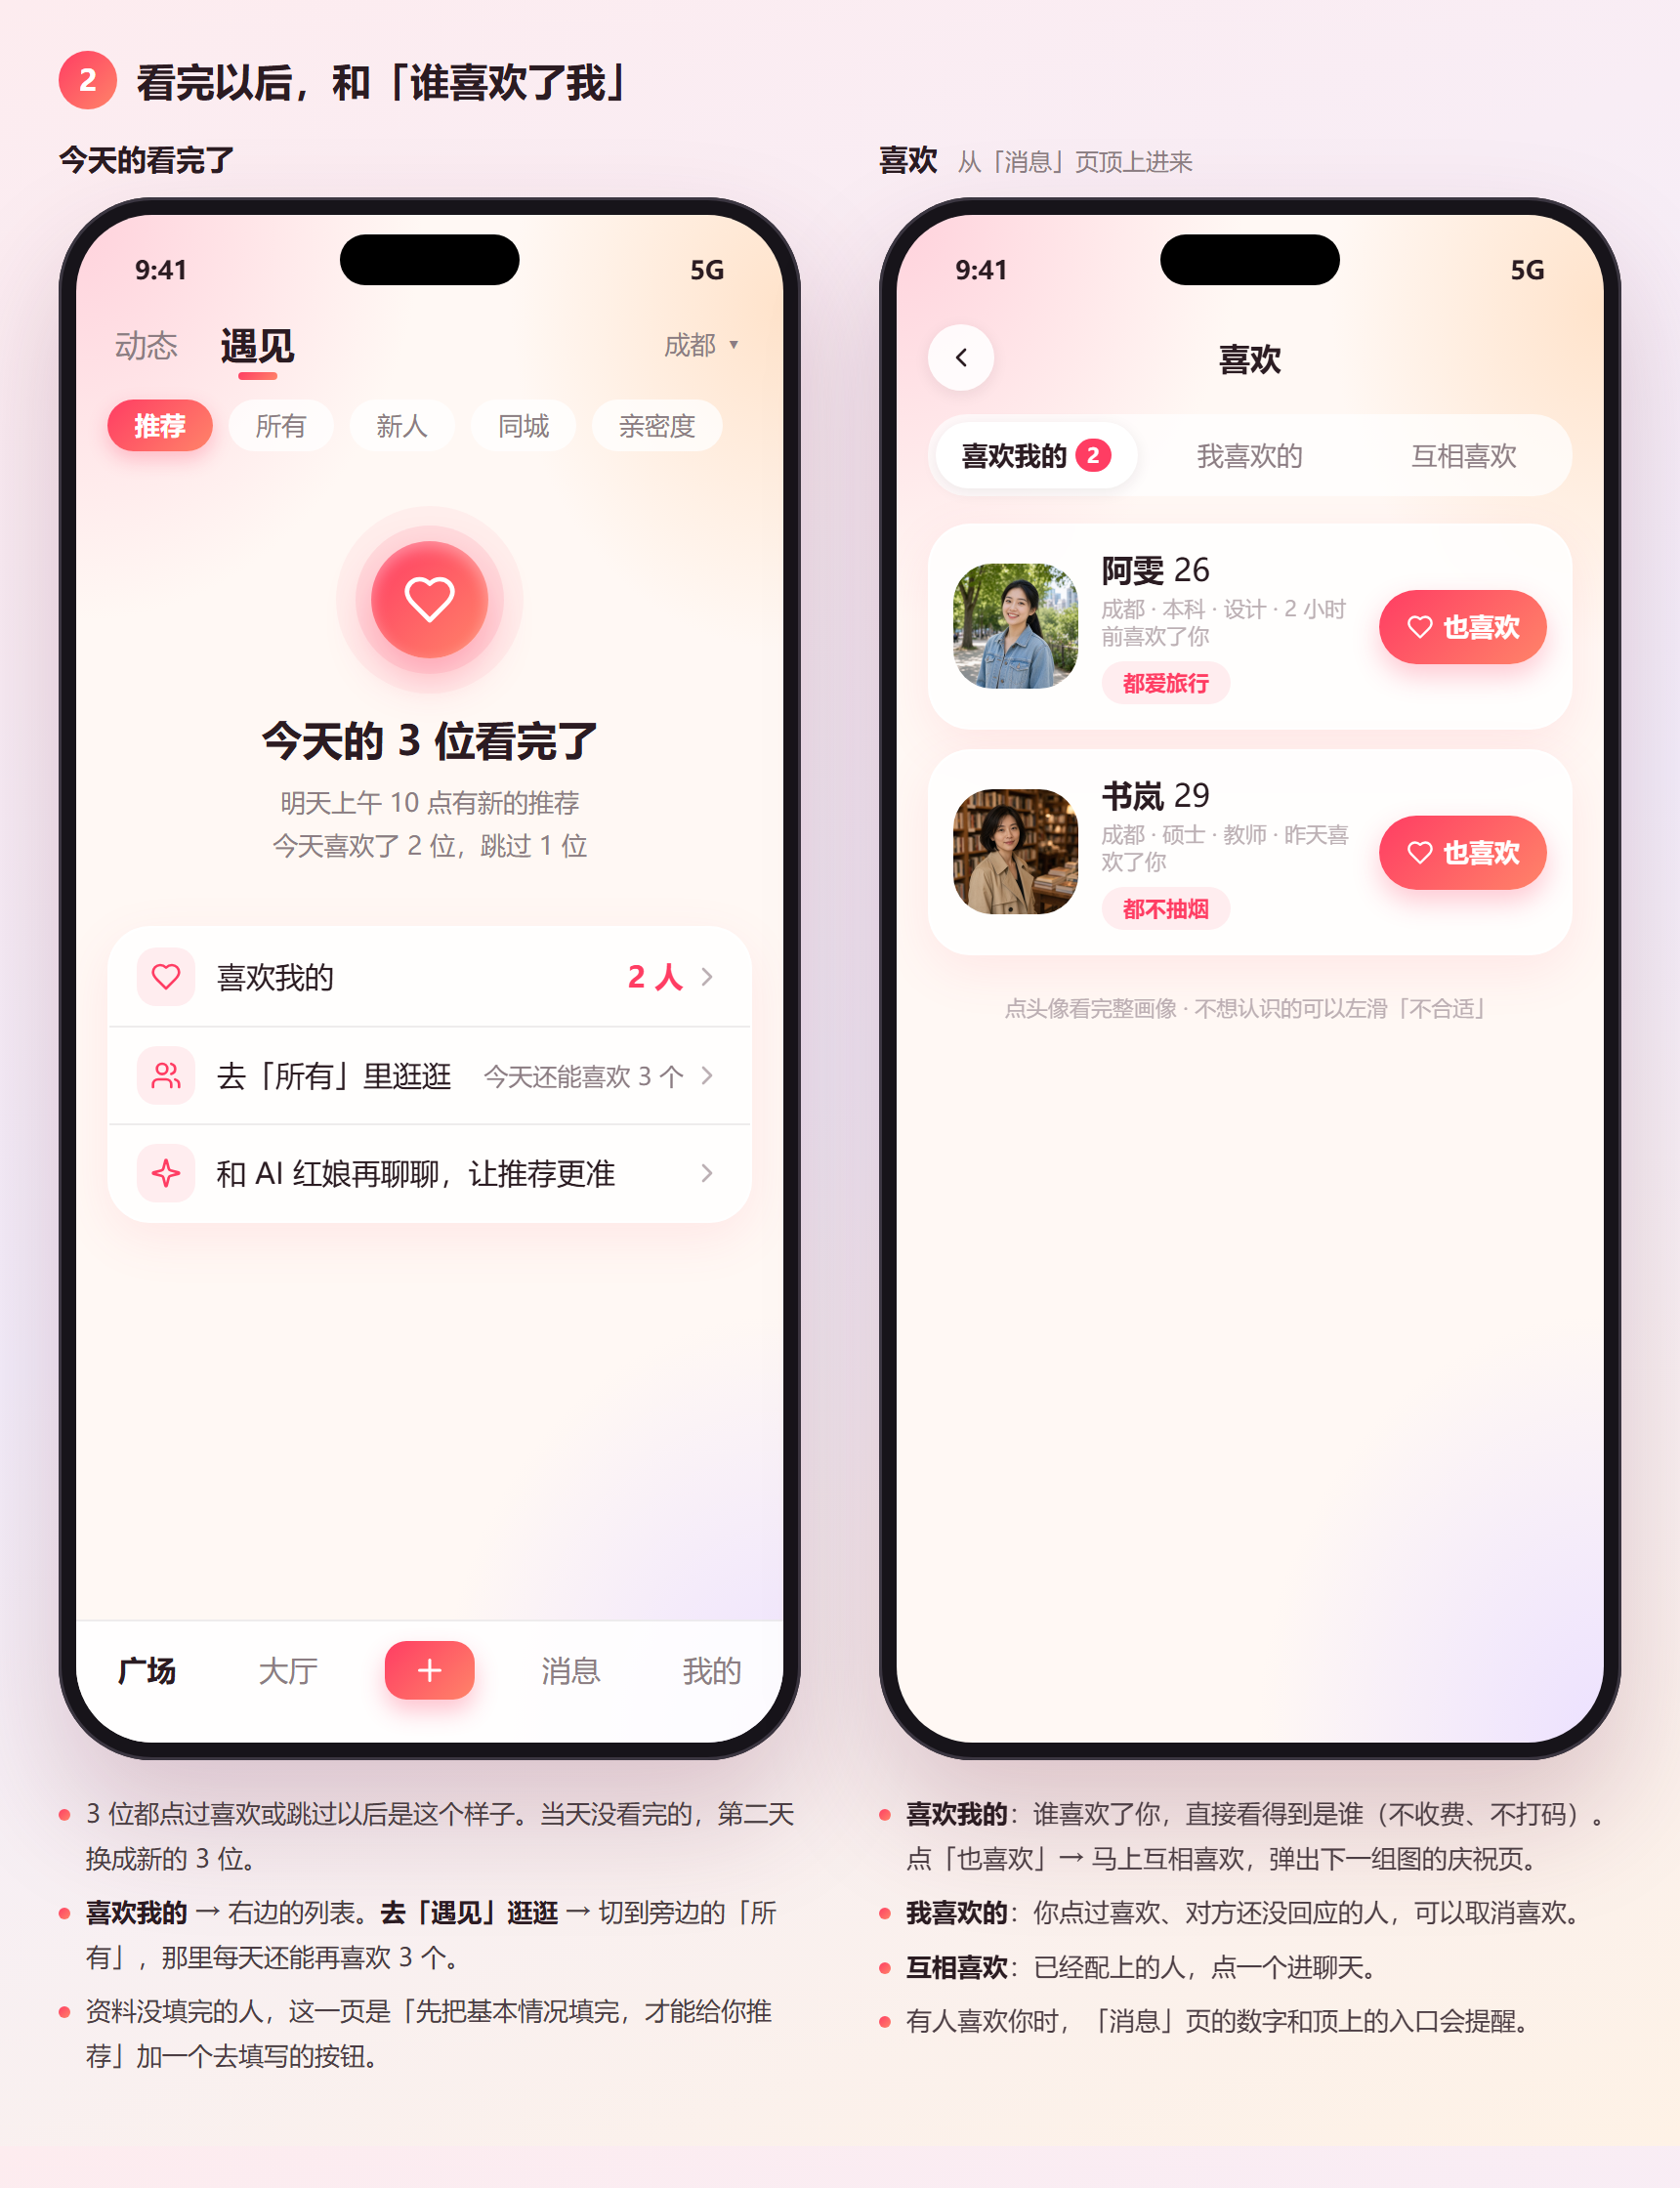 2 看完以后，和「谁喜欢了我」
今天的看完了
9:41
5G
动态 遇见 成都 ▼
推荐 所有 新人 同城 亲密度
今天的 3 位看完了
明天上午 10 点有新的推荐
今天喜欢了 2 位，跳过 1 位
喜欢我的 2 人
去「所有」里逛逛 今天还能喜欢 3 个
和 AI 红娘再聊聊，让推荐更准
广场 大厅 + 消息 我的
3 位都点过喜欢或跳过以后是这个样子。当天没看完的，第二天
换成新的 3 位。
喜欢我的 → 右边的列表。去「遇见」逛逛 → 切到旁边的「所
有」，那里每天还能再喜欢 3 个。
资料没填完的人，这一页是「先把基本情况填完，才能给你推
荐」加一个去填写的按钮。
喜欢 从「消息」页顶上进来
9:41
5G
喜欢
喜欢我的 2 我喜欢的 互相喜欢
阿雯 26
成都 · 本科 · 设计 · 2 小时
前喜欢了你
都爱旅行
也喜欢
书岚 29
成都 · 硕士 · 教师 · 昨天喜
欢了你
都不抽烟
也喜欢
点头像看完整画像 · 不想认识的可以左滑「不合适」
喜欢我的：谁喜欢了你，直接看得到是谁（不收费、不打码）。
点「也喜欢」→ 马上互相喜欢，弹出下一组图的庆祝页。
我喜欢的：你点过喜欢、对方还没回应的人，可以取消喜欢。
互相喜欢：已经配上的人，点一个进聊天。
有人喜欢你时，「消息」页的数字和顶上的入口会提醒。